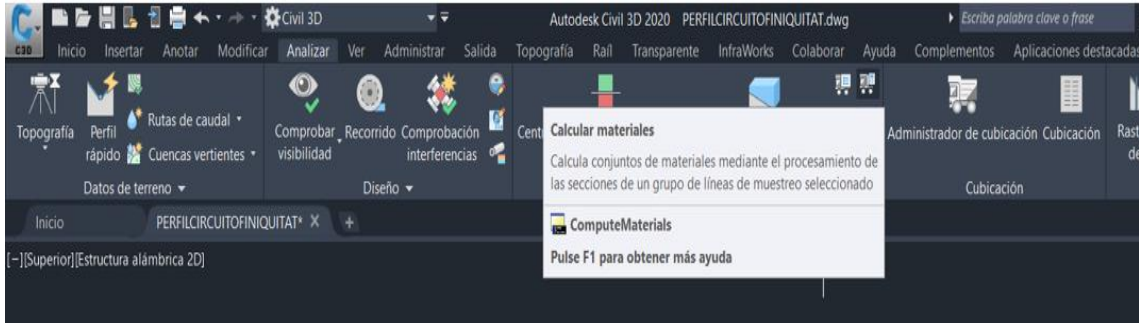 Civil 3D
Autodesk Civil 3D 2020 PERFILCIRCUITOFINIQUITAT.dwg
Escriba palabra clave o frase
C3D
Inicio Insertar Anotar Modificar Analizar Ver Administrar Salida Topografía Raíl Transparente InfraWorks Colaborar Ayuda Complementos Aplicaciones destacadas
Topografía
Perfil rápido
Rutas de caudal
Cuencas vertientes
Datos de terreno
Comprobar visibilidad
Recorrido
Comprobación interferencias
Diseño
Calcular materiales
Calcula conjuntos de materiales mediante el procesamiento de
las secciones de un grupo de líneas de muestreo seleccionado
ComputeMaterials
Pulse F1 para obtener más ayuda
Administrador de cubicación
Cubicación
Cubicación
Inicio
PERFILCIRCUITOFINIQUITAT*
[-][Superior][Estructura alámbrica 2D]